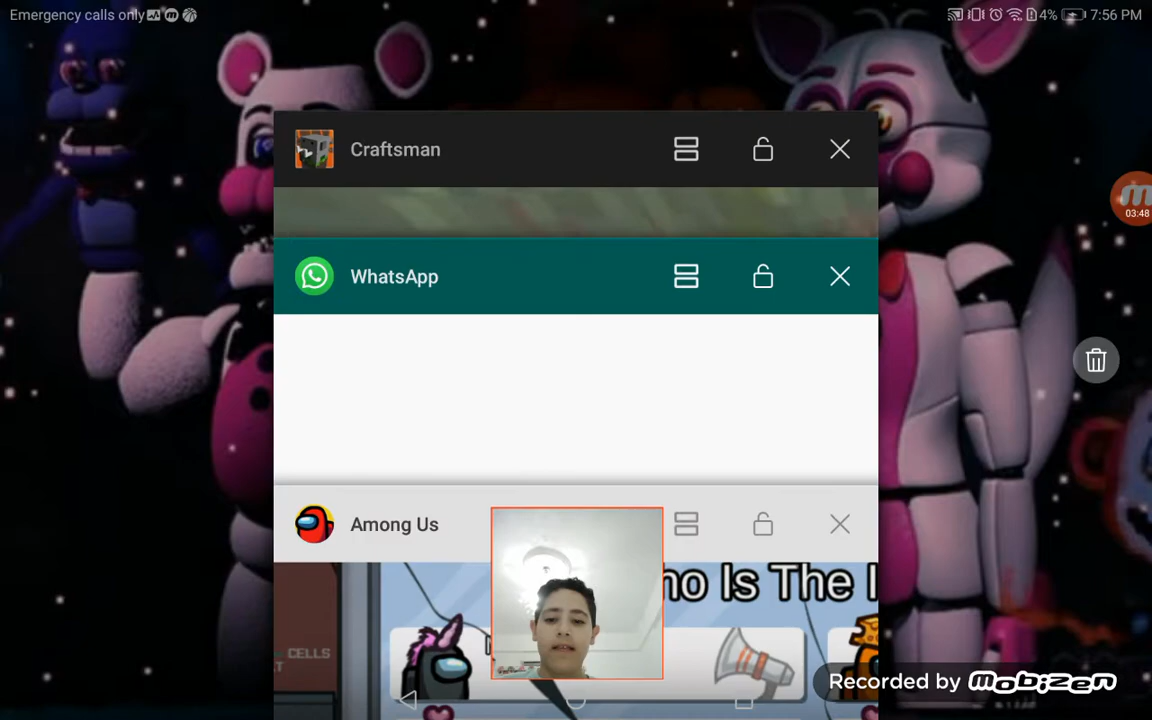 Emergency calls only
4% 7:56 PM
Craftsman
03:48
WhatsApp
Among Us
no Is The I
CELLS
Recorded by mobizen